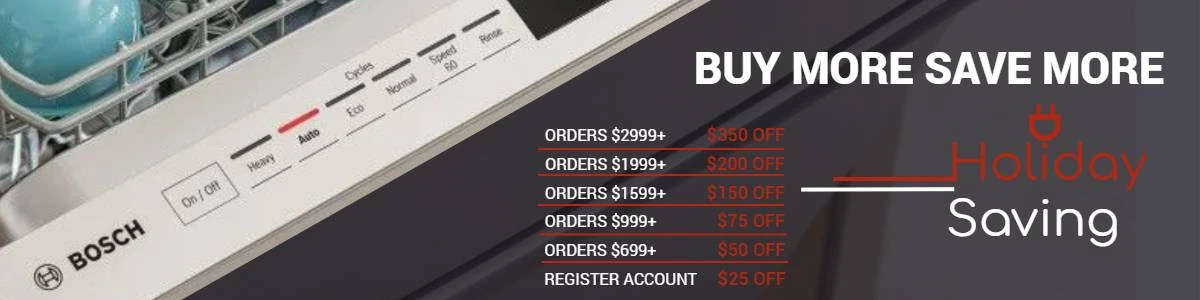 BUY MORE SAVE MORE
ORDERS $2999+ $350 OFF
ORDERS $1999+ $200 OFF
ORDERS $1599+ $150 OFF
ORDERS $999+ $75 OFF
ORDERS $699+ $50 OFF
REGISTER ACCOUNT $25 OFF
Holiday
Saving
Cycles
Heavy Auto Eco Normal Speed 60 Rinse
On / Off
BOSCH